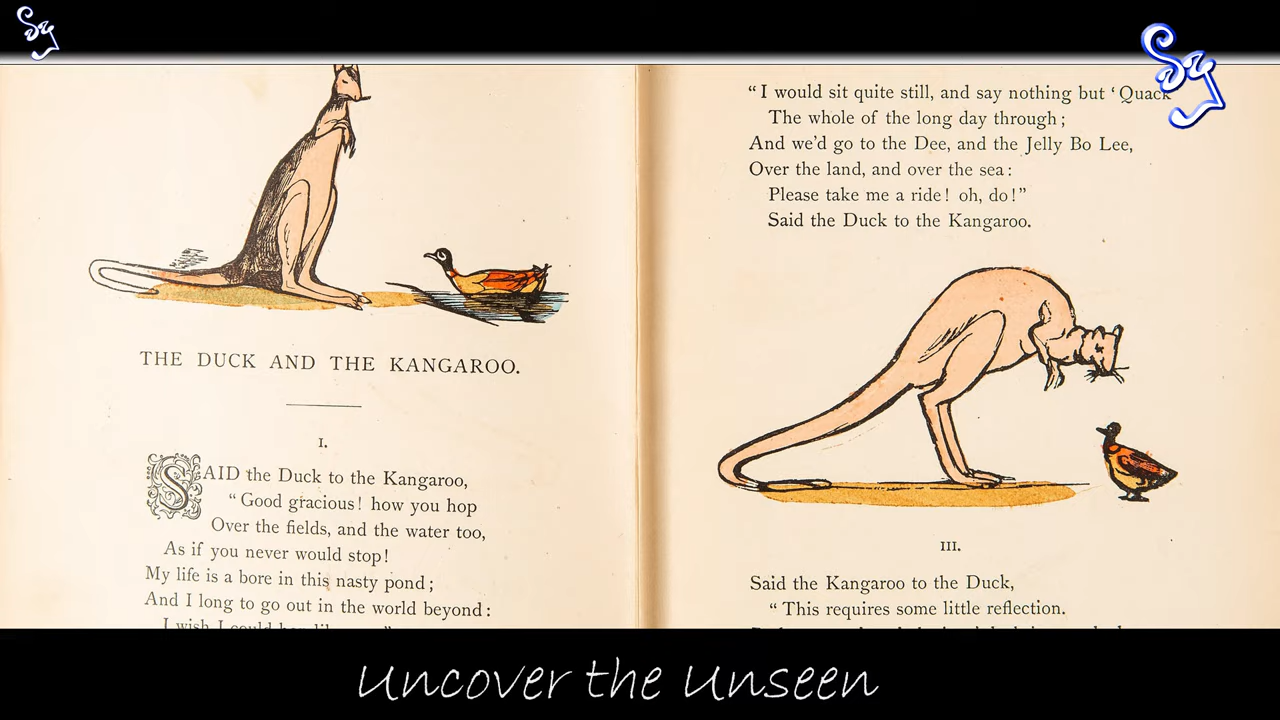 THE DUCK AND THE KANGAROO.
I.
SAID the Duck to the Kangaroo,
“Good gracious! how you hop
Over the fields, and the water too,
As if you never would stop!
My life is a bore in this nasty pond;
And I long to go out in the world beyond:
I wish I could
“I would sit quite still, and say nothing but ‘Quack
The whole of the long day through;
And we’d go to the Dee, and the Jelly Bo Lee,
Over the land, and over the sea:
Please take me a ride! oh, do!”
Said the Duck to the Kangaroo.
III.
Said the Kangaroo to the Duck,
“This requires some little reflection.
Uncover the Unseen